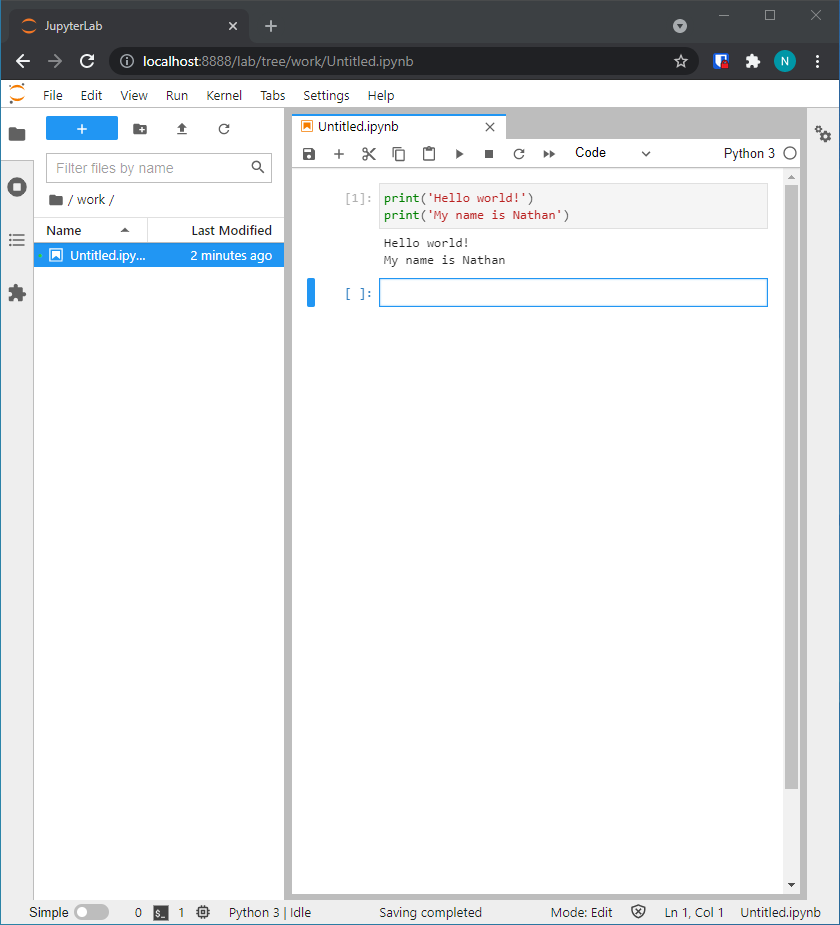 JupyterLab
localhost:8888/lab/tree/work/Untitled.ipynb
N
File Edit View Run Kernel Tabs Settings Help
Filter files by name
/ work /
Name Last Modified
Untitled.ipy... 2 minutes ago
Untitled.ipynb
Code Python 3
[1]: print('Hello world!')
print('My name is Nathan')
Hello world!
My name is Nathan
[ ]:
Simple 0 $_ 1 Python 3 | Idle Saving completed Mode: Edit Ln 1, Col 1 Untitled.ipynb